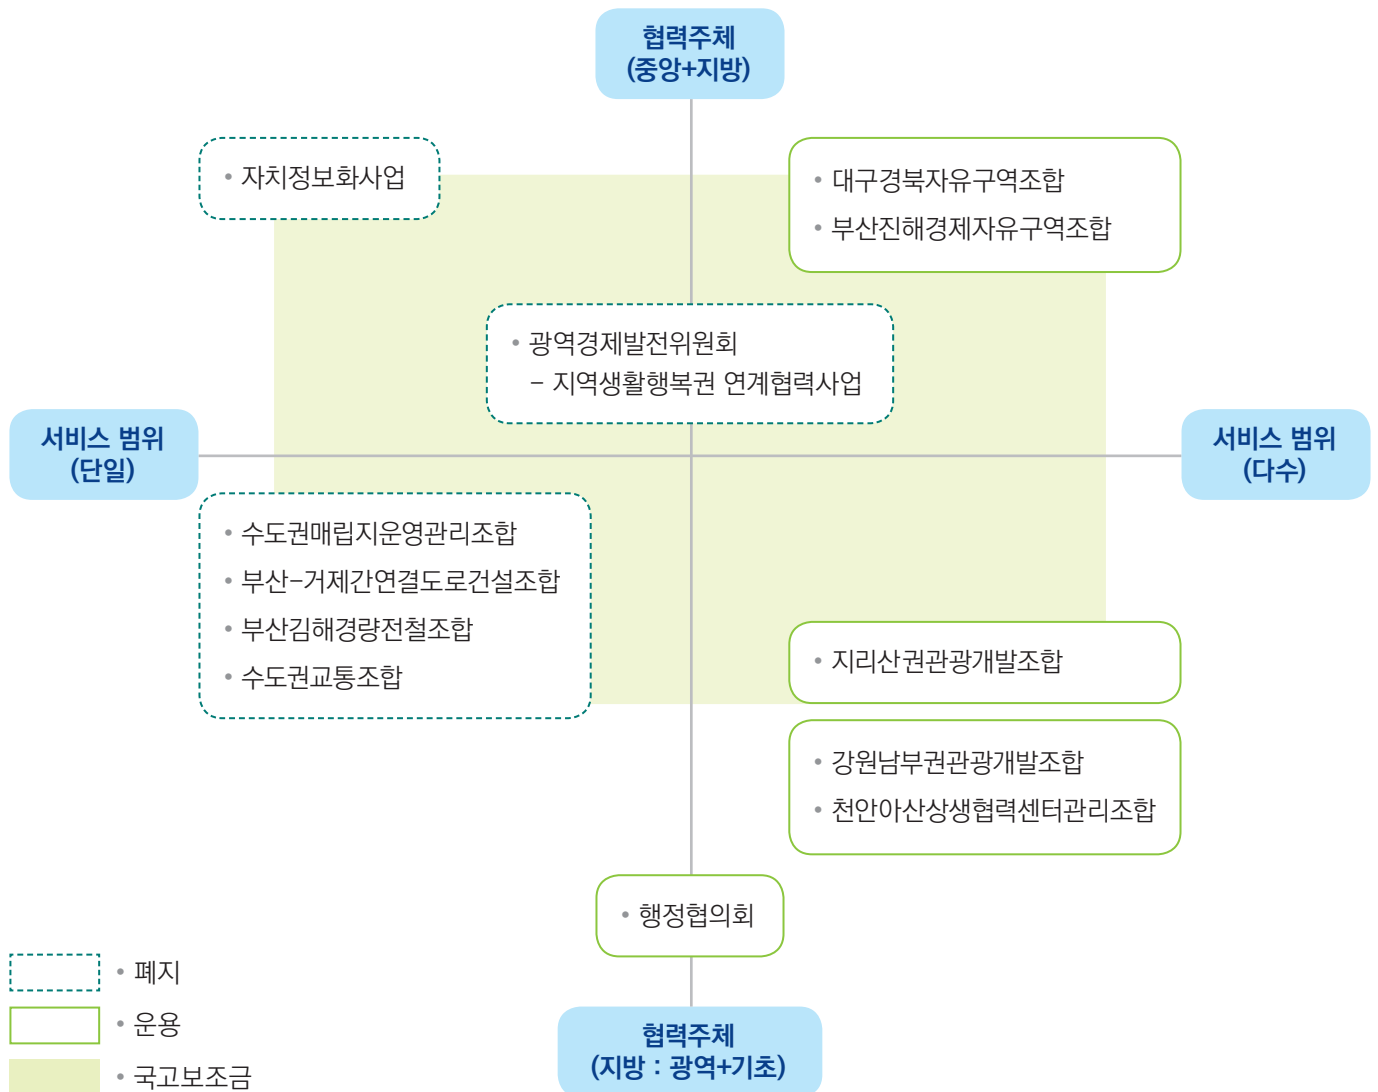 협력주체
(중앙+지방)
• 자치정보화사업
• 대구경북자유구역조합
• 부산진해경제자유구역조합
• 광역경제발전위원회
– 지역생활행복권 연계협력사업
서비스 범위
(단일)
서비스 범위
(다수)
• 수도권매립지운영관리조합
• 부산–거제간연결도로건설조합
• 부산김해경량전철조합
• 수도권교통조합
• 지리산권관광개발조합
• 강원남부권관광개발조합
• 천안아산상생협력센터관리조합
• 행정협의회
• 폐지
• 운용
• 국고보조금
협력주체
(지방 : 광역+기초)